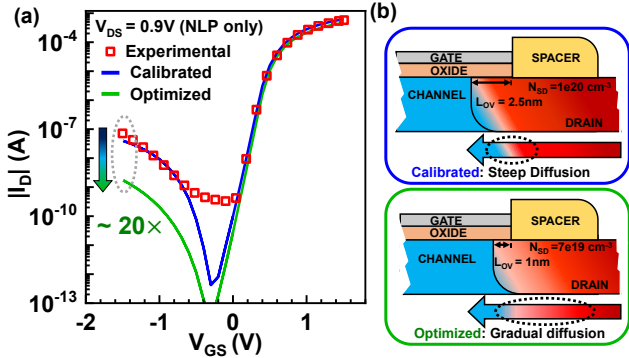 (a)
V_DS = 0.9V (NLP only)
Experimental
Calibrated
Optimized
~ 20×
|I_D| (A)
10^-4
10^-7
10^-10
10^-13
-2
-1
0
1
V_GS (V)
(b)
GATE
OXIDE
SPACER
CHANNEL
N_SD =1e20 cm^-3
L_OV = 2.5nm
DRAIN
Calibrated: Steep Diffusion
GATE
OXIDE
SPACER
CHANNEL
N_SD =7e19 cm^-3
L_OV = 1nm
DRAIN
Optimized: Gradual diffusion